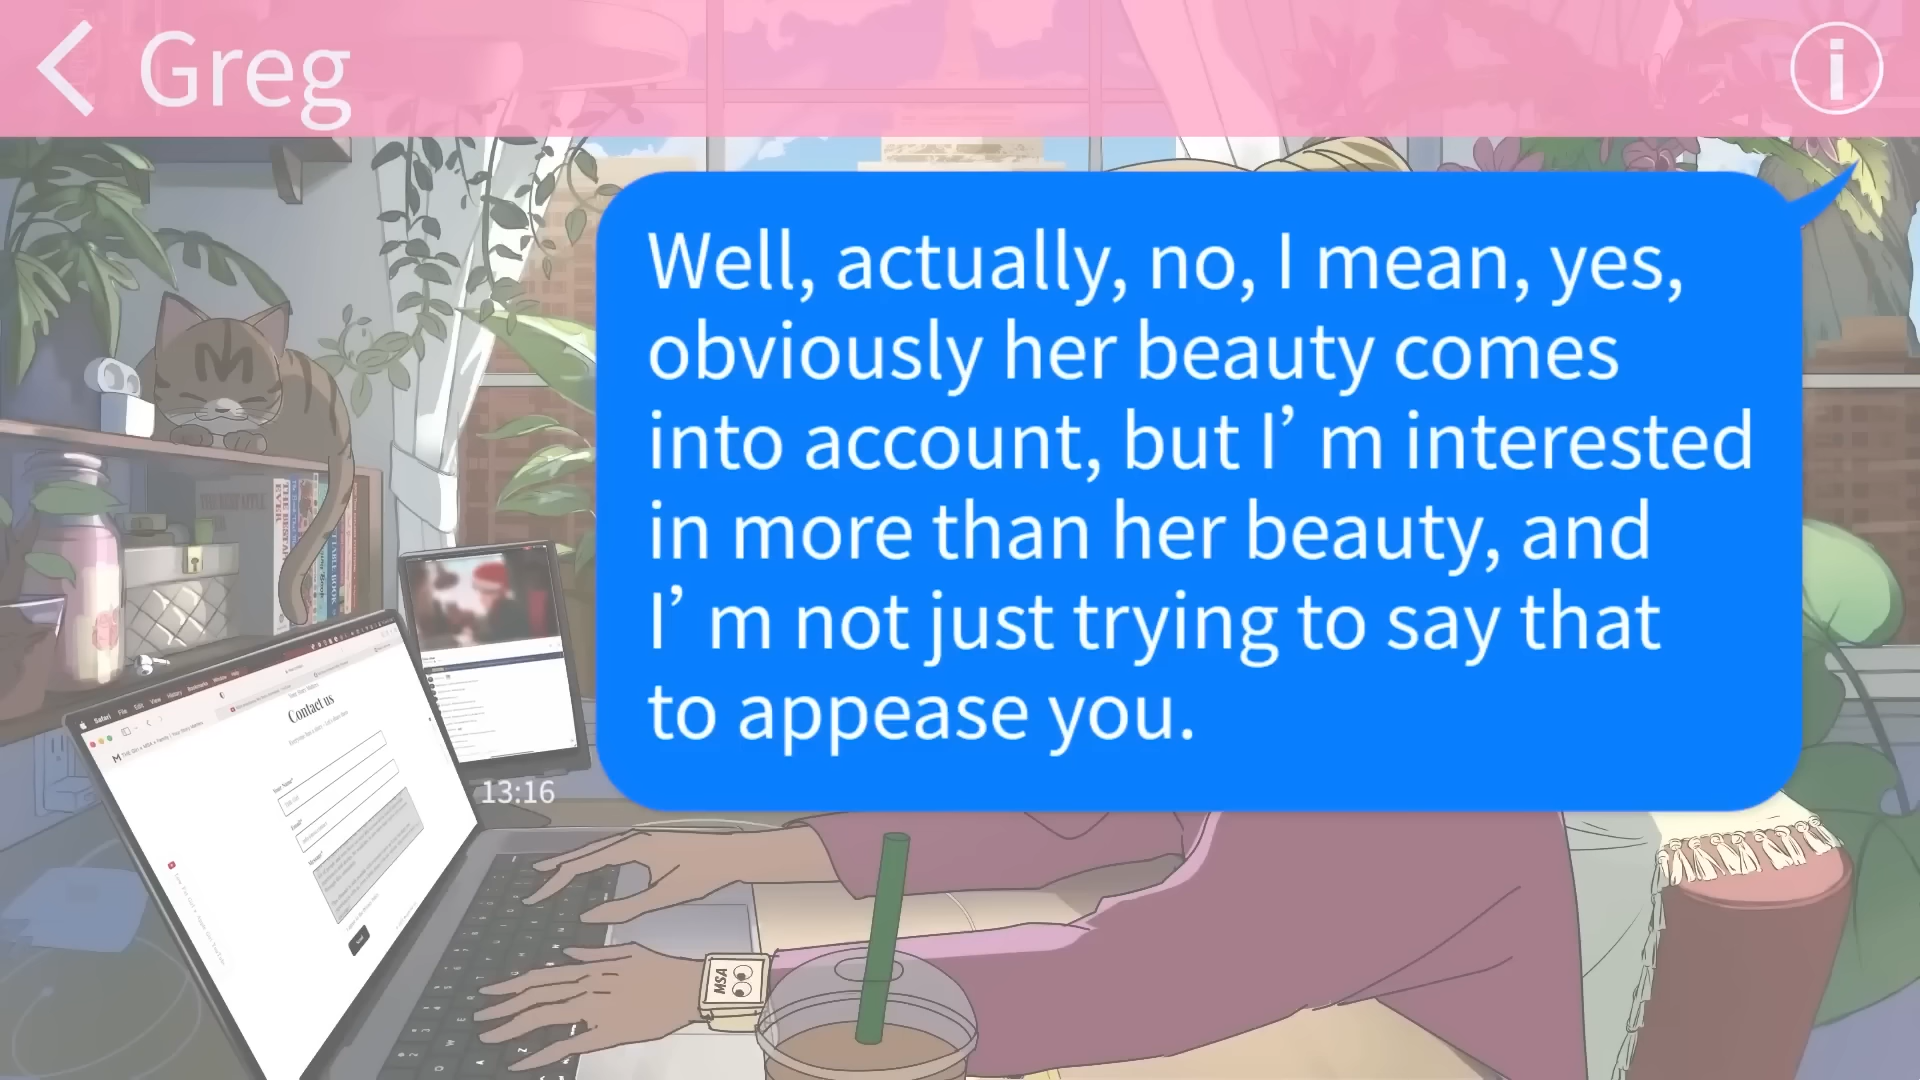 Greg
i
Well, actually, no, I mean, yes,
obviously her beauty comes
into account, but I’m interested
in more than her beauty, and
I’m not just trying to say that
to appease you.
13:16
Contact us
MSA